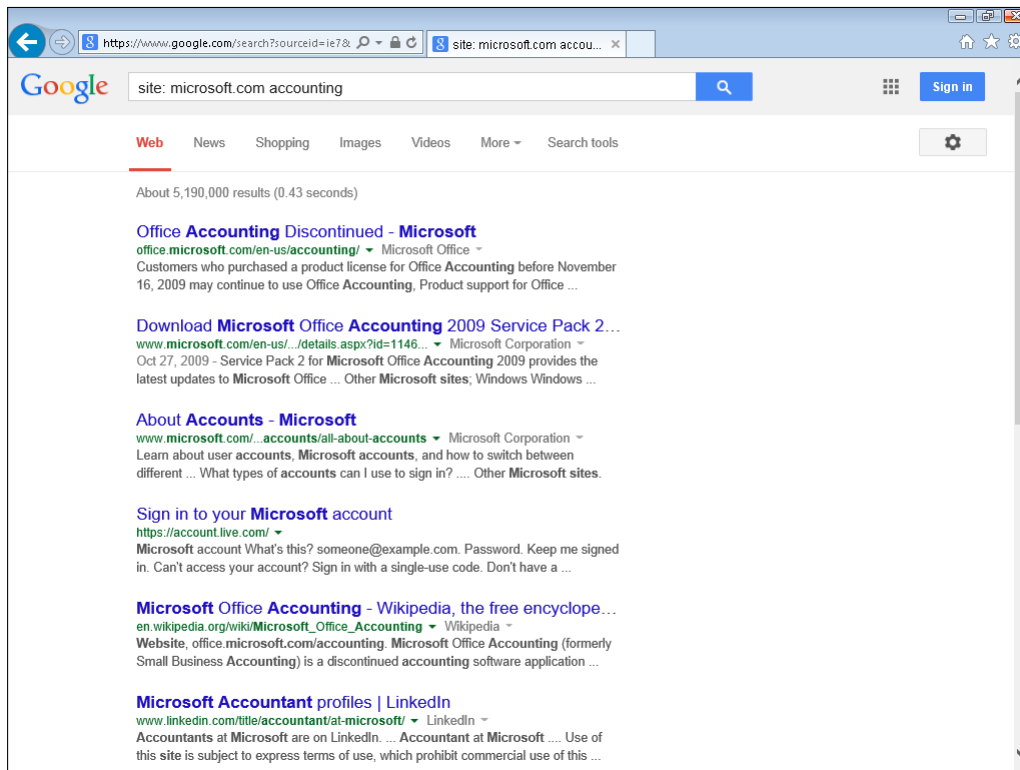 https://www.google.com/search?sourceid=ie7& site: microsoft.com accou...
Google site: microsoft.com accounting Sign in
Web News Shopping Images Videos More Search tools
About 5,190,000 results (0.43 seconds)
Office Accounting Discontinued - Microsoft
office.microsoft.com/en-us/accounting/ Microsoft Office
Customers who purchased a product license for Office Accounting before November
16, 2009 may continue to use Office Accounting, Product support for Office ...
Download Microsoft Office Accounting 2009 Service Pack 2...
www.microsoft.com/en-us/.../details.aspx?id=1146... Microsoft Corporation
Oct 27, 2009 - Service Pack 2 for Microsoft Office Accounting 2009 provides the
latest updates to Microsoft Office ... Other Microsoft sites; Windows Windows ...
About Accounts - Microsoft
www.microsoft.com/...accounts/all-about-accounts Microsoft Corporation
Learn about user accounts, Microsoft accounts, and how to switch between
different ... What types of accounts can I use to sign in? .... Other Microsoft sites.
Sign in to your Microsoft account
https://account.live.com/
Microsoft account What's this? someone@example.com. Password. Keep me signed
in. Can't access your account? Sign in with a single-use code. Don't have a ...
Microsoft Office Accounting - Wikipedia, the free encyclope...
en.wikipedia.org/wiki/Microsoft_Office_Accounting Wikipedia
Website, office.microsoft.com/accounting. Microsoft Office Accounting (formerly
Small Business Accounting) is a discontinued accounting software application ...
Microsoft Accountant profiles | LinkedIn
www.linkedin.com/title/accountant/at-microsoft/ LinkedIn
Accountants at Microsoft are on LinkedIn. ... Accountant at Microsoft .... Use of
this site is subject to express terms of use, which prohibit commercial use of this ...